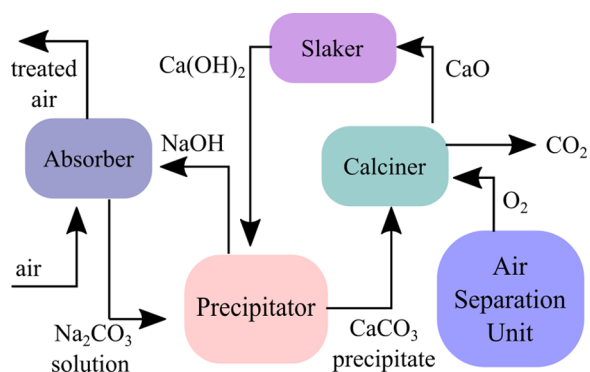 treated
air
Absorber
air
Na₂CO₃
solution
NaOH
Ca(OH)₂
Slaker
CaO
Calciner
CO₂
O₂
Precipitator
CaCO₃
precipitate
Air
Separation
Unit